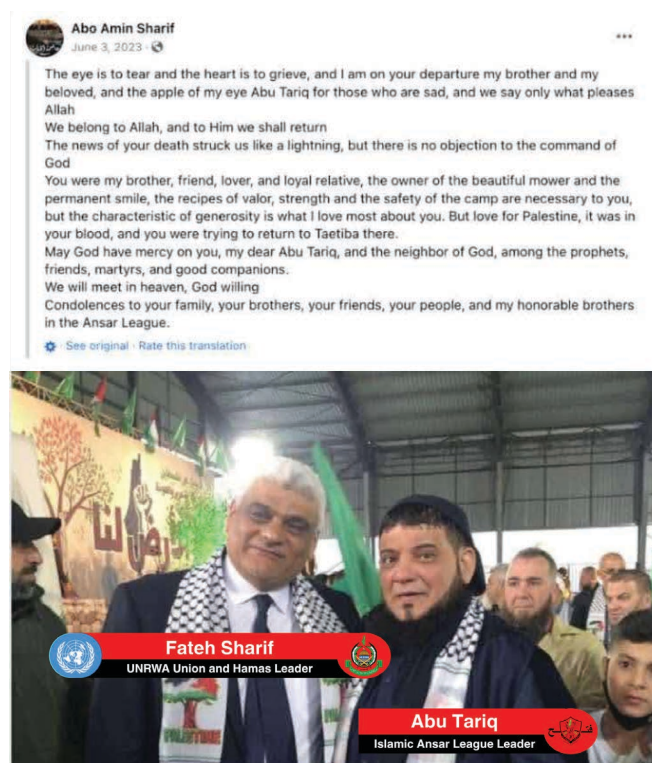 Abo Amin Sharif
June 3, 2023 ·
The eye is to tear and the heart is to grieve, and I am on your departure my brother and my
beloved, and the apple of my eye Abu Tariq for those who are sad, and we say only what pleases
Allah
We belong to Allah, and to Him we shall return
The news of your death struck us like a lightning, but there is no objection to the command of
God
You were my brother, friend, lover, and loyal relative, the owner of the beautiful mower and the
permanent smile, the recipes of valor, strength and the safety of the camp are necessary to you,
but the characteristic of generosity is what I love most about you. But love for Palestine, it was in
your blood, and you were trying to return to Taetiba there.
May God have mercy on you, my dear Abu Tariq, and the neighbor of God, among the prophets,
friends, martyrs, and good companions.
We will meet in heaven, God willing
Condolences to your family, your brothers, your friends, your people, and my honorable brothers
in the Ansar League.
See original · Rate this translation
لنا
Fateh Sharif
UNRWA Union and Hamas Leader
PALESTINE
Abu Tariq
Islamic Ansar League Leader